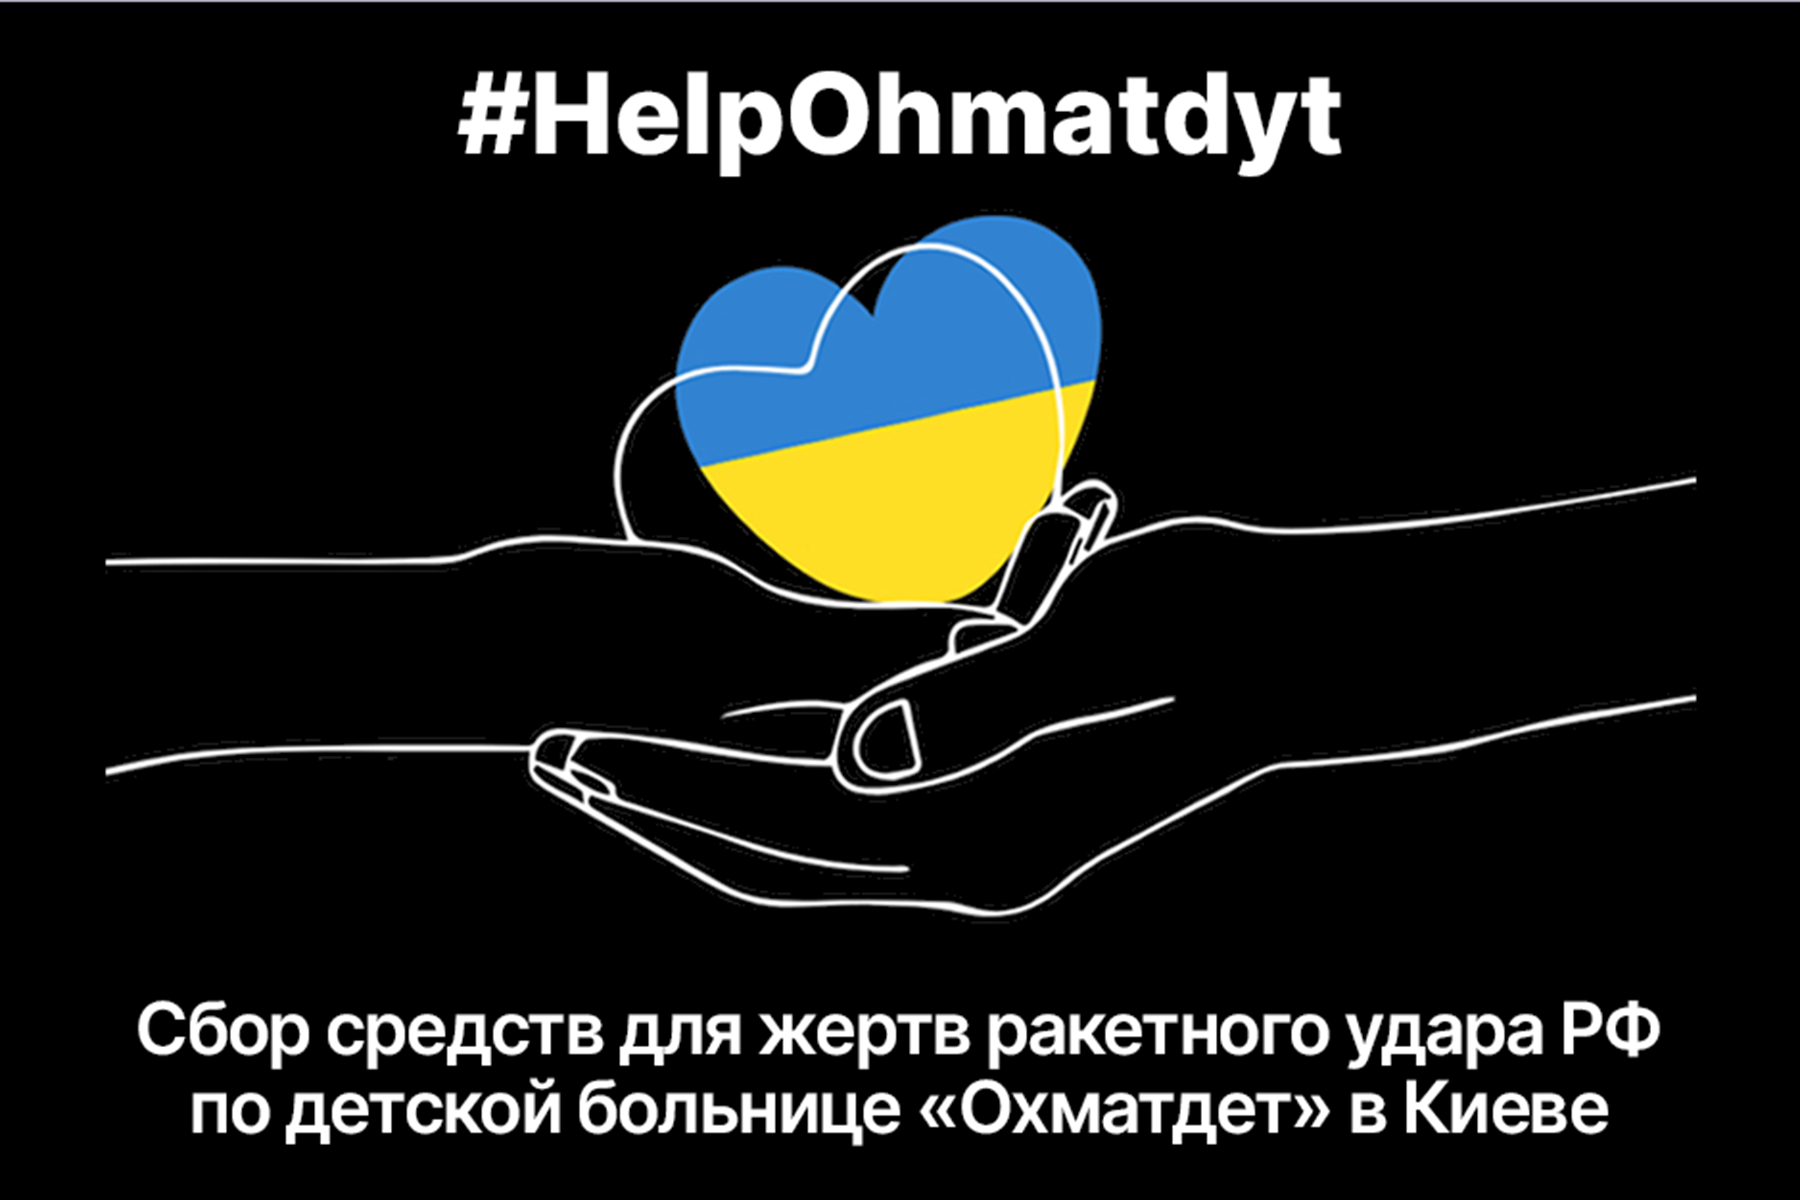 #HelpOhmatdyt
Сбор средств для жертв ракетного удара РФ
по детской больнице «Охматдет» в Киеве